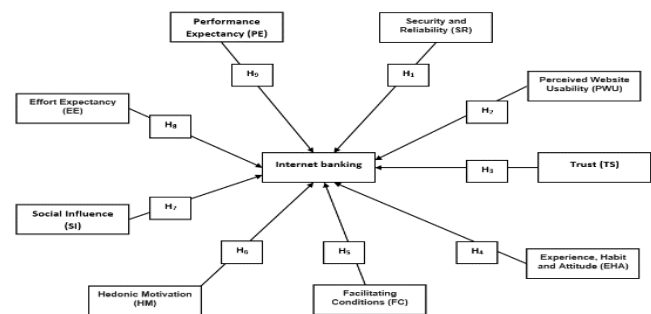 Performance
Expectancy (PE)
Security and
Reliability (SR)
H9
H1
Perceived Website
Usability (PWU)
Effort Expectancy
(EE)
H8
H2
Internet banking
H3
Trust (TS)
Social Influence
(SI)
H7
H6
H5
H4
Experience, Habit
and Attitude (EHA)
Hedonic Motivation
(HM)
Facilitating
Conditions (FC)